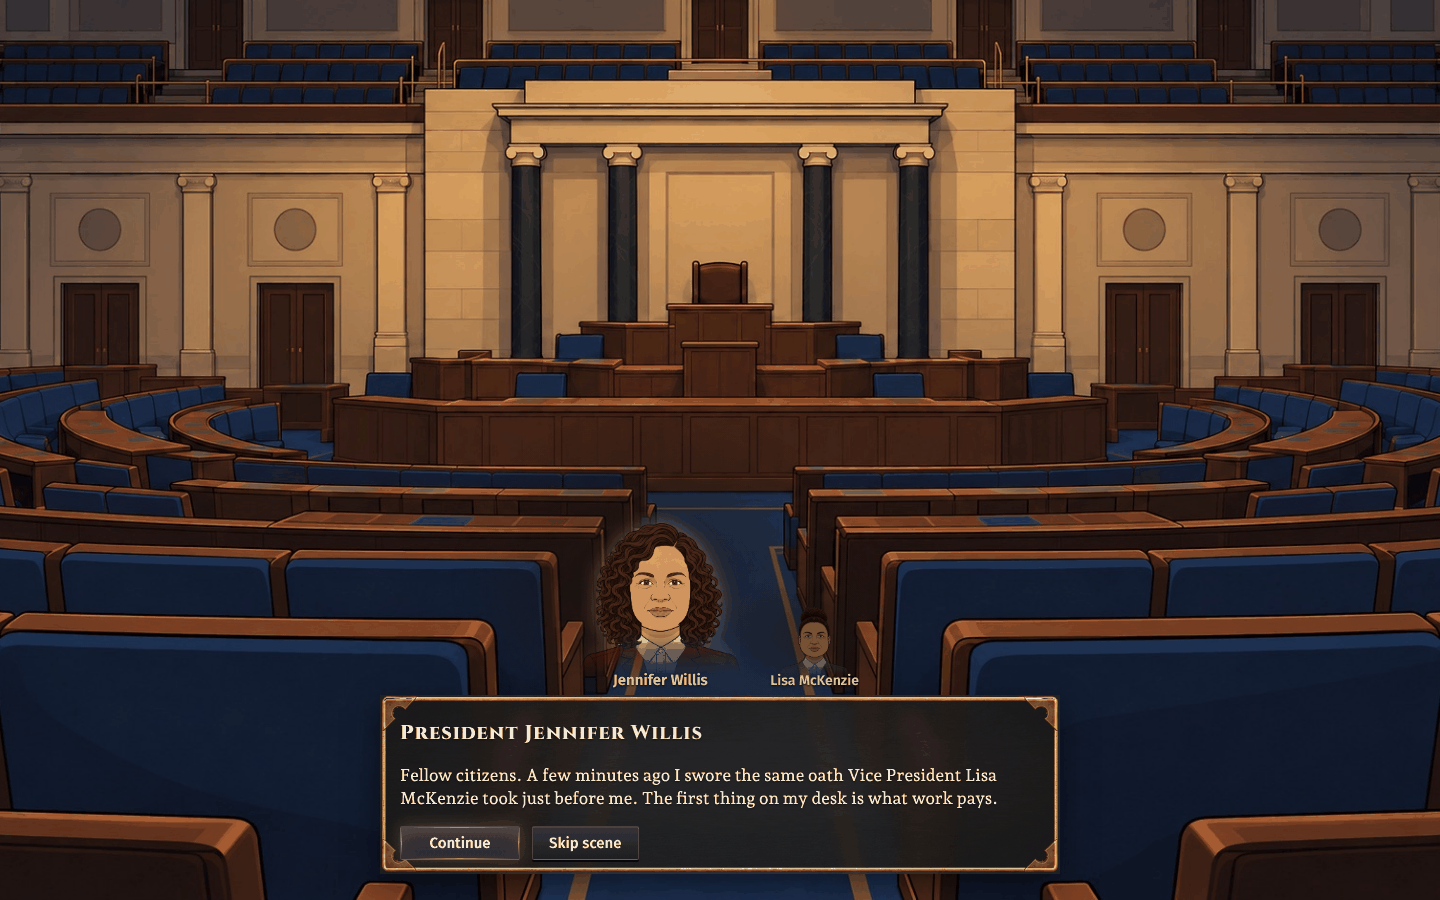 Jennifer Willis
Lisa McKenzie
President Jennifer Willis
Fellow citizens. A few minutes ago I swore the same oath Vice President Lisa
McKenzie took just before me. The first thing on my desk is what work pays.
Continue
Skip scene